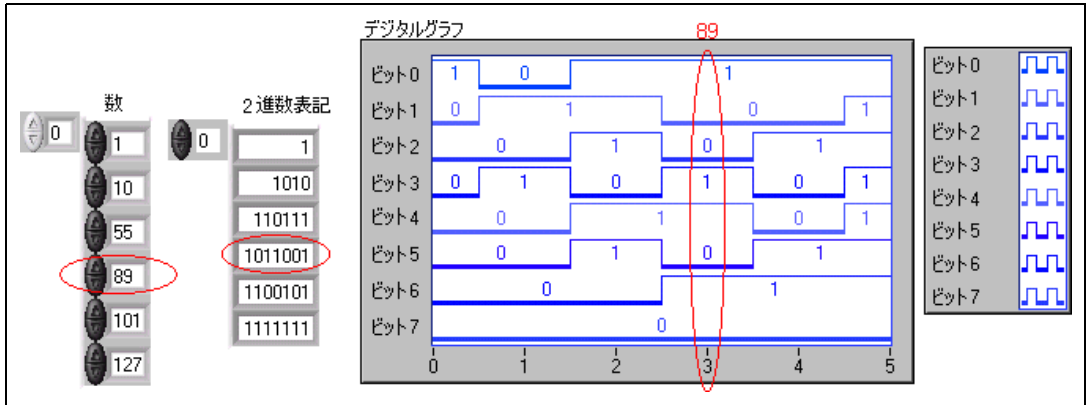 数
0
1
10
55
89
101
127
2進数表記
0
1
1010
110111
1011001
1100101
1111111
デジタルグラフ
89
ビット0 1 0 1
ビット1 0 1 0 1
ビット2 0 1 0 1
ビット3 0 1 0 1 0 1
ビット4 0 1 0 1
ビット5 0 1 0 1
ビット6 0 1
ビット7 0
0 1 2 3 4 5
ビット0
ビット1
ビット2
ビット3
ビット4
ビット5
ビット6
ビット7